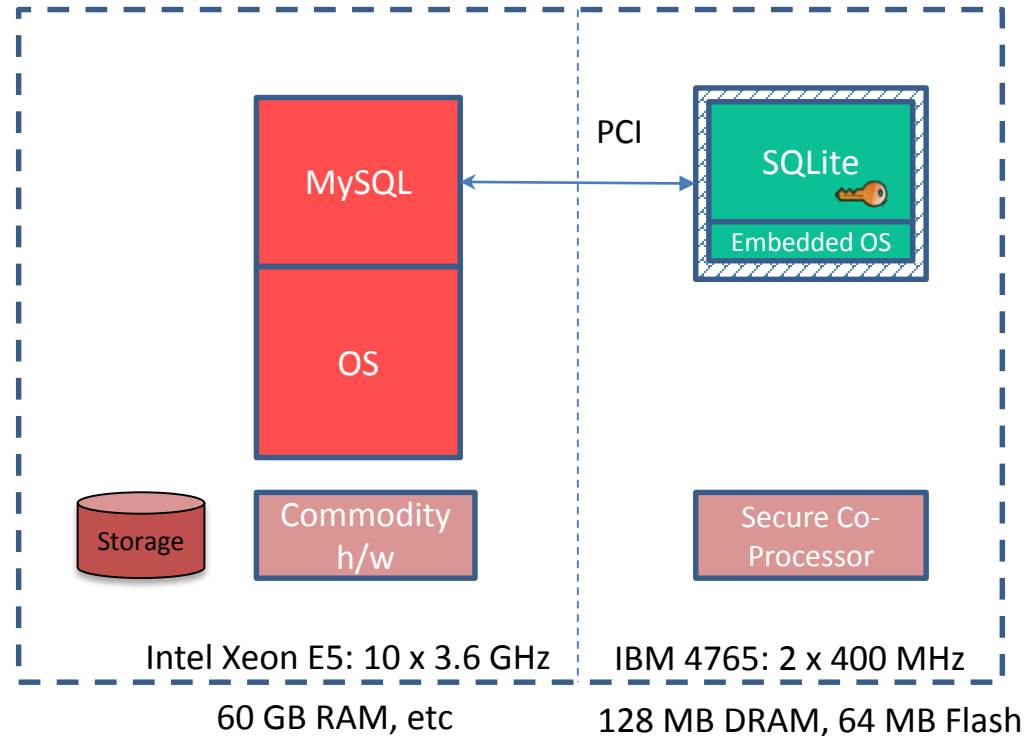 PCI
MySQL
SQLite
Embedded OS
OS
Storage
Commodity
h/w
Secure Co-
Processor
Intel Xeon E5: 10 x 3.6 GHz
IBM 4765: 2 x 400 MHz
60 GB RAM, etc
128 MB DRAM, 64 MB Flash